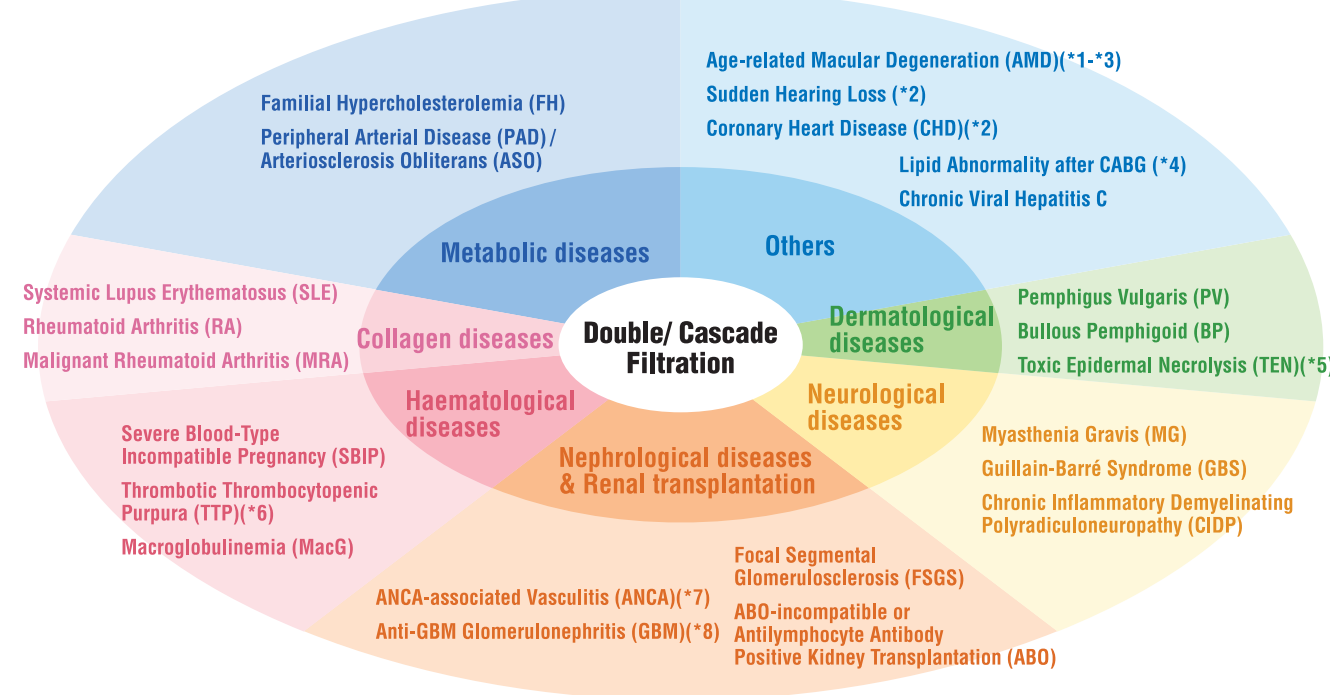 Familial Hypercholesterolemia (FH)
Peripheral Arterial Disease (PAD) /
Arteriosclerosis Obliterans (ASO)
Metabolic diseases
Age-related Macular Degeneration (AMD)(*1-*3)
Sudden Hearing Loss (*2)
Coronary Heart Disease (CHD)(*2)
Lipid Abnormality after CABG (*4)
Chronic Viral Hepatitis C
Others
Systemic Lupus Erythematosus (SLE)
Rheumatoid Arthritis (RA)
Malignant Rheumatoid Arthritis (MRA)
Collagen diseases
Double/ Cascade
Filtration
Dermatological
diseases
Pemphigus Vulgaris (PV)
Bullous Pemphigoid (BP)
Toxic Epidermal Necrolysis (TEN)(*5)
Haematological
diseases
Severe Blood-Type
Incompatible Pregnancy (SBIP)
Thrombotic Thrombocytopenic
Purpura (TTP)(*6)
Macroglobulinemia (MacG)
Neurological
diseases
Myasthenia Gravis (MG)
Guillain-Barré Syndrome (GBS)
Chronic Inflammatory Demyelinating
Polyradiculoneuropathy (CIDP)
Nephrological diseases
& Renal transplantation
ANCA-associated Vasculitis (ANCA)(*7)
Anti-GBM Glomerulonephritis (GBM)(*8)
Focal Segmental
Glomerulosclerosis (FSGS)
ABO-incompatible or
Antilymphocyte Antibody
Positive Kidney Transplantation (ABO)